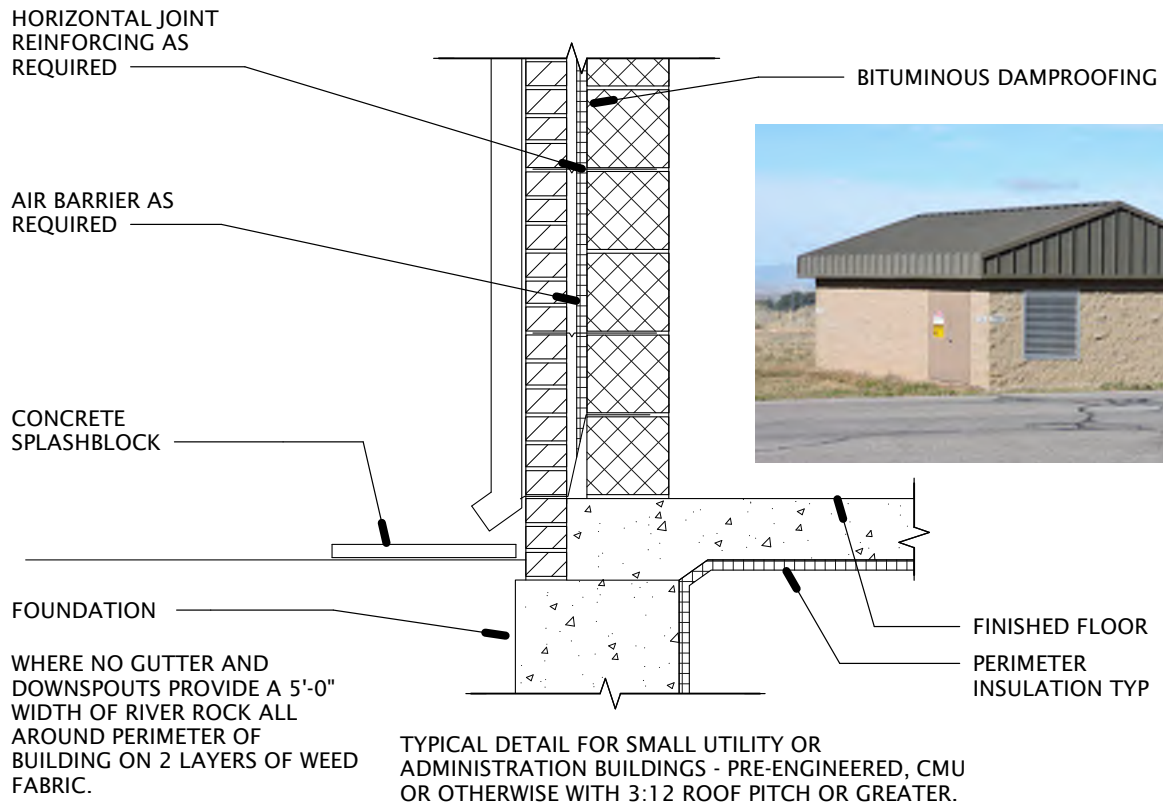 HORIZONTAL JOINT
REINFORCING AS
REQUIRED
BITUMINOUS DAMPROOFING
AIR BARRIER AS
REQUIRED
CONCRETE
SPLASHBLOCK
FOUNDATION
FINISHED FLOOR
PERIMETER
INSULATION TYP
WHERE NO GUTTER AND
DOWNSPOUTS PROVIDE A 5'-0"
WIDTH OF RIVER ROCK ALL
AROUND PERIMETER OF
BUILDING ON 2 LAYERS OF WEED
FABRIC.
TYPICAL DETAIL FOR SMALL UTILITY OR
ADMINISTRATION BUILDINGS - PRE-ENGINEERED, CMU
OR OTHERWISE WITH 3:12 ROOF PITCH OR GREATER.